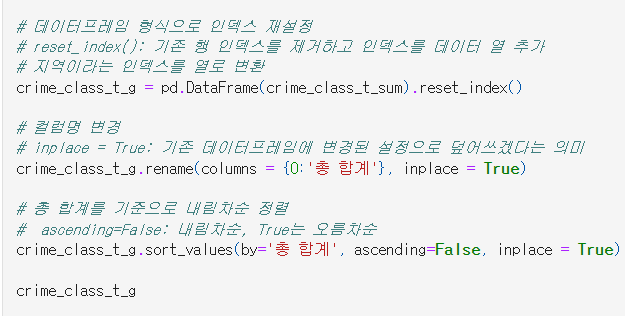 # 데이터프레임 형식으로 인덱스 재설정
# reset_index(): 기존 행 인덱스를 제거하고 인덱스를 데이터 열 추가
# 지역이라는 인덱스를 열로 변환
crime_class_t_g = pd.DataFrame(crime_class_t_sum).reset_index()
# 컬럼명 변경
# inplace = True: 기존 데이터프레임에 변경된 설정으로 덮어쓰겠다는 의미
crime_class_t_g.rename(columns = {0:'총 합계'}, inplace = True)
# 총 합계를 기준으로 내림차순 정렬
#  ascending=False: 내림차순, True는 오름차순
crime_class_t_g.sort_values(by='총 합계', ascending=False, inplace = True)
crime_class_t_g